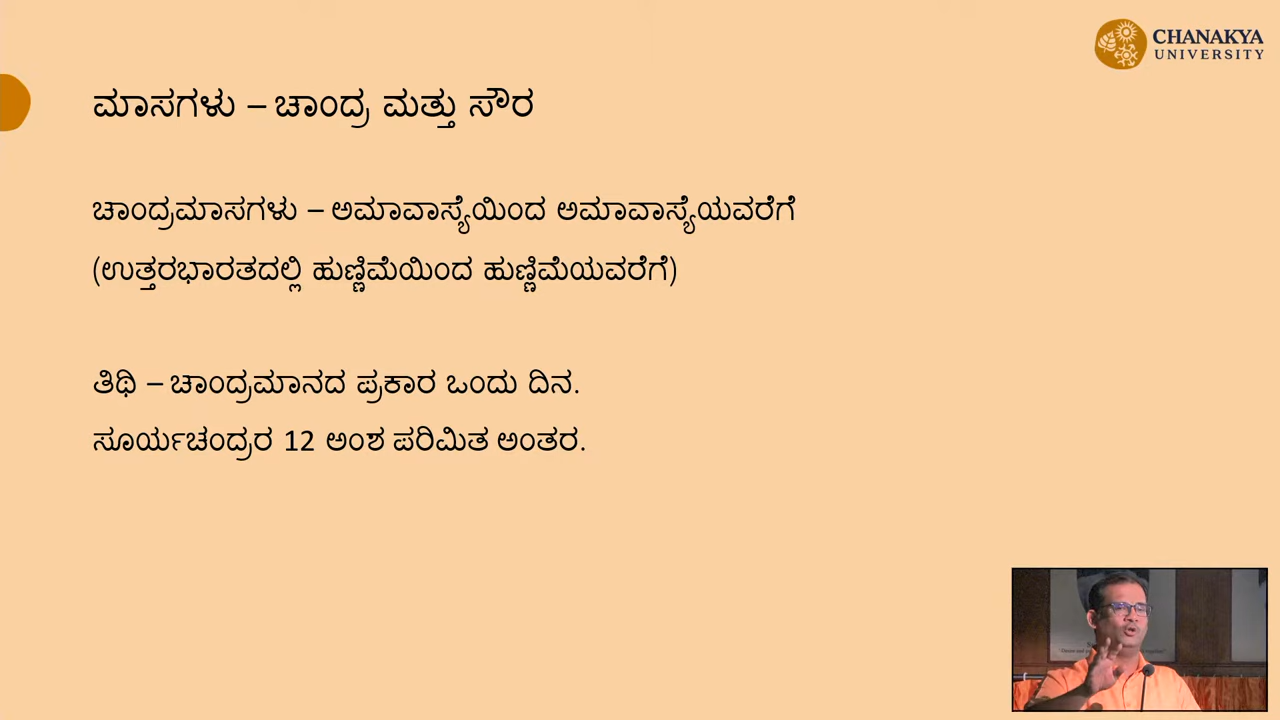 CHANAKYA
UNIVERSITY
ಮಾಸಗಳು – ಚಾಂದ್ರ ಮತ್ತು ಸೌರ
ಚಾಂದ್ರಮಾಸಗಳು – ಅಮಾವಾಸ್ಯೆಯಿಂದ ಅಮಾವಾಸ್ಯೆಯವರೆಗೆ
(ಉತ್ತರಭಾರತದಲ್ಲಿ ಹುಣ್ಣಿಮೆಯಿಂದ ಹುಣ್ಣಿಮೆಯವರೆಗೆ)
ತಿಥಿ – ಚಾಂದ್ರಮಾನದ ಪ್ರಕಾರ ಒಂದು ದಿನ.
ಸೂರ್ಯಚಂದ್ರರ 12 ಅಂಶ ಪರಿಮಿತ ಅಂತರ.